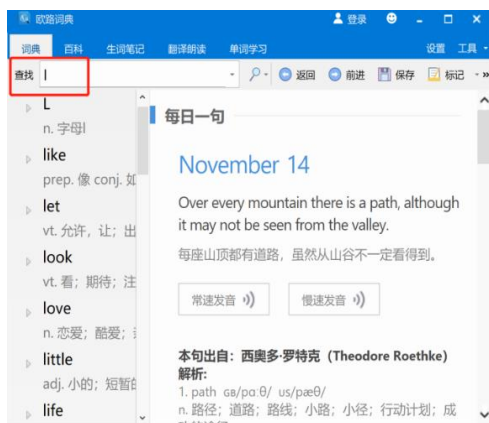 欧路词典
登录
词典 百科 生词笔记 翻译朗读 单词学习 设置 工具
查找 l 返回 前进 保存 标记
L
n. 字母l
like
prep. 像 conj. 如
let
vt. 允许，让；出
look
vt. 看；期待；注
love
n. 恋爱；酷爱；
little
adj. 小的；短暂的
life
每日一句
November 14
Over every mountain there is a path, although
it may not be seen from the valley.
每座山顶都有道路，虽然从山谷不一定看得到。
常速发音 慢速发音
本句出自：西奥多·罗特克（Theodore Roethke）
解析:
1. path GB/pɑːθ/ US/pæθ/
n. 路径；道路；路线；小路；小径；行动计划；成